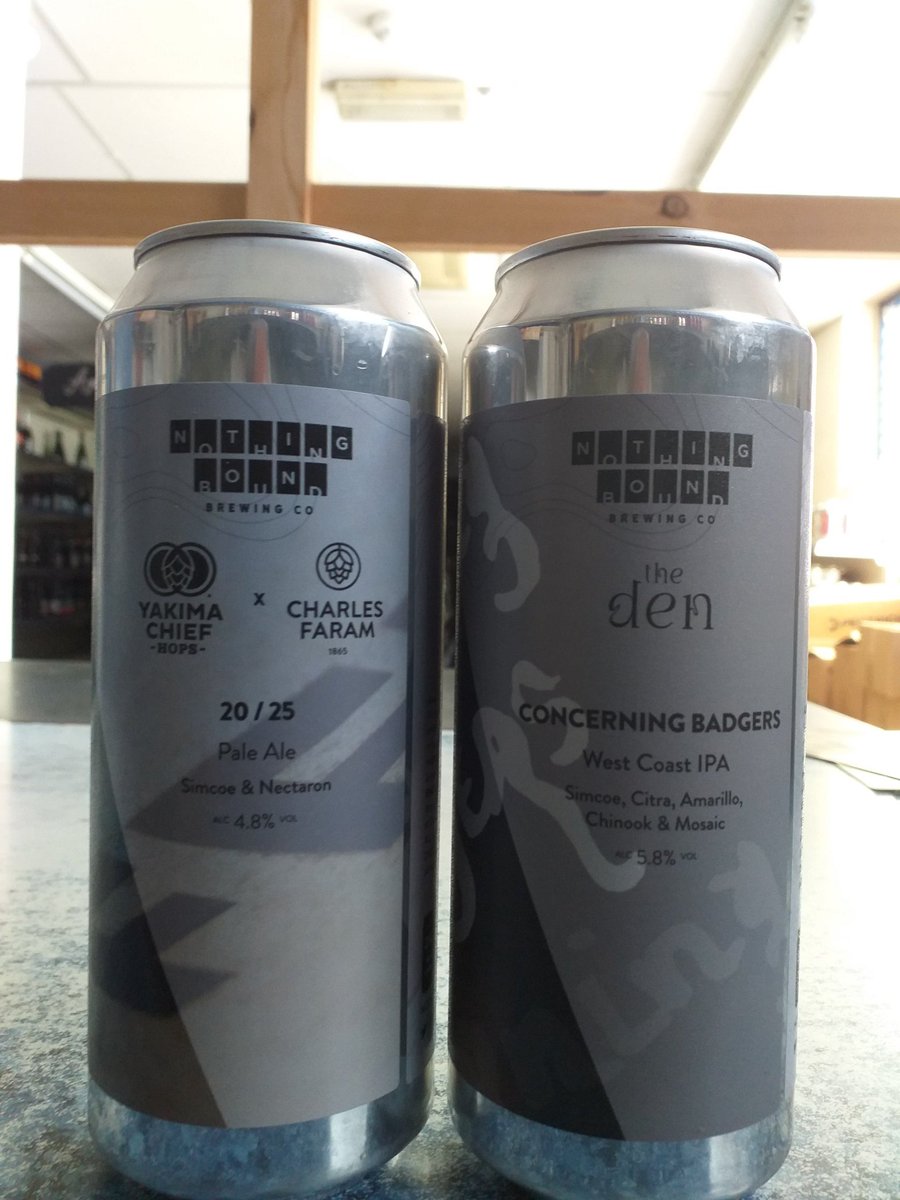 NOTHING
BOUND
BREWING CO
YAKIMA
CHIEF
-HOPS-
x
CHARLES
FARAM
1865
20 / 25
Pale Ale
Simcoe & Nectaron
ALC 4.8% VOL
NOTHING
BOUND
BREWING CO
the
den
CONCERNING BADGERS
West Coast IPA
Simcoe, Citra, Amarillo,
Chinook & Mosaic
ALC 5.8% VOL